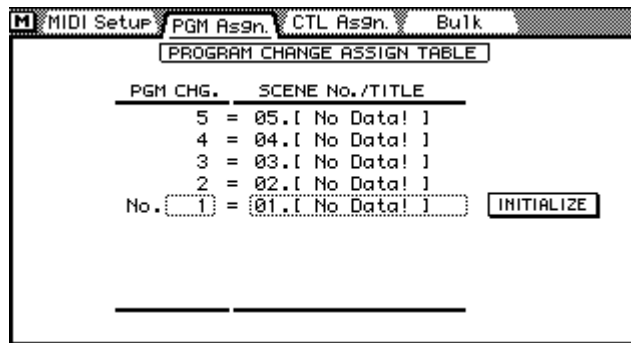 M MIDI Setup PGM Asgn. CTL Asgn. Bulk
PROGRAM CHANGE ASSIGN TABLE
PGM CHG. SCENE No./TITLE
5 = 05.[ No Data! ]
4 = 04.[ No Data! ]
3 = 03.[ No Data! ]
2 = 02.[ No Data! ]
No. 1 = 01.[ No Data! ] INITIALIZE